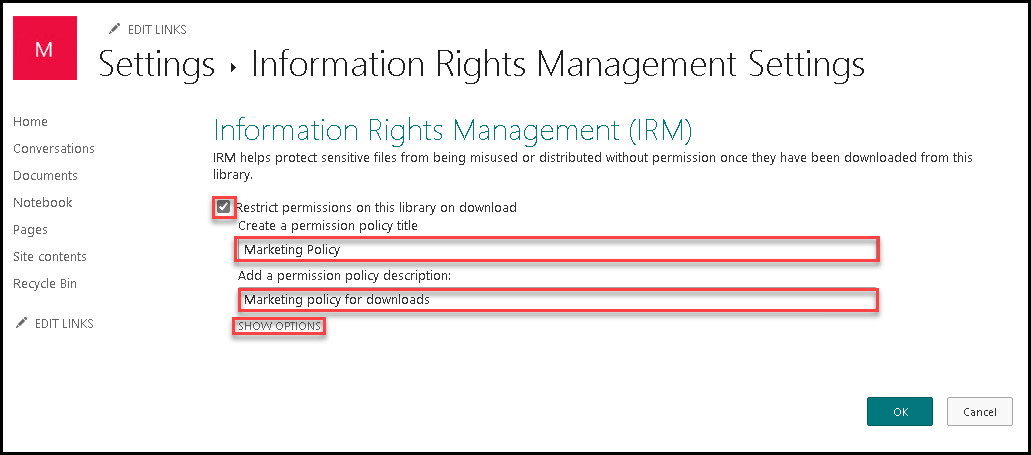 M
EDIT LINKS
Settings › Information Rights Management Settings
Home
Conversations
Documents
Notebook
Pages
Site contents
Recycle Bin
EDIT LINKS
Information Rights Management (IRM)
IRM helps protect sensitive files from being misused or distributed without permission once they have been downloaded from this
library.
Restrict permissions on this library on download
Create a permission policy title
Marketing Policy
Add a permission policy description:
Marketing policy for downloads
SHOW OPTIONS
OK
Cancel